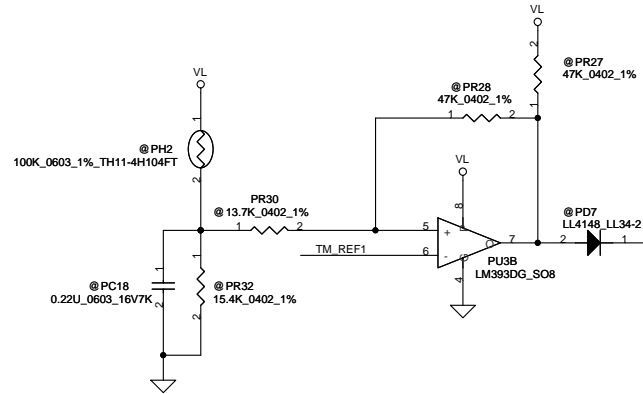 VL
2
@PR27
47K_0402_1%
1
VL
@PR28
47K_0402_1%
1
2
1
@PH2
100K_0603_1%_TH11-4H104FT
2
VL
PR30
@13.7K_0402_1%
1
2
8
P
5
+
6
-
O
7
G
4
TM_REF1
PU3B
LM393DG_SO8
@PD7
LL4148_LL34-2
2
1
1
@PC18
0.22U_0603_16V7K
2
1
@PR32
15.4K_0402_1%
2